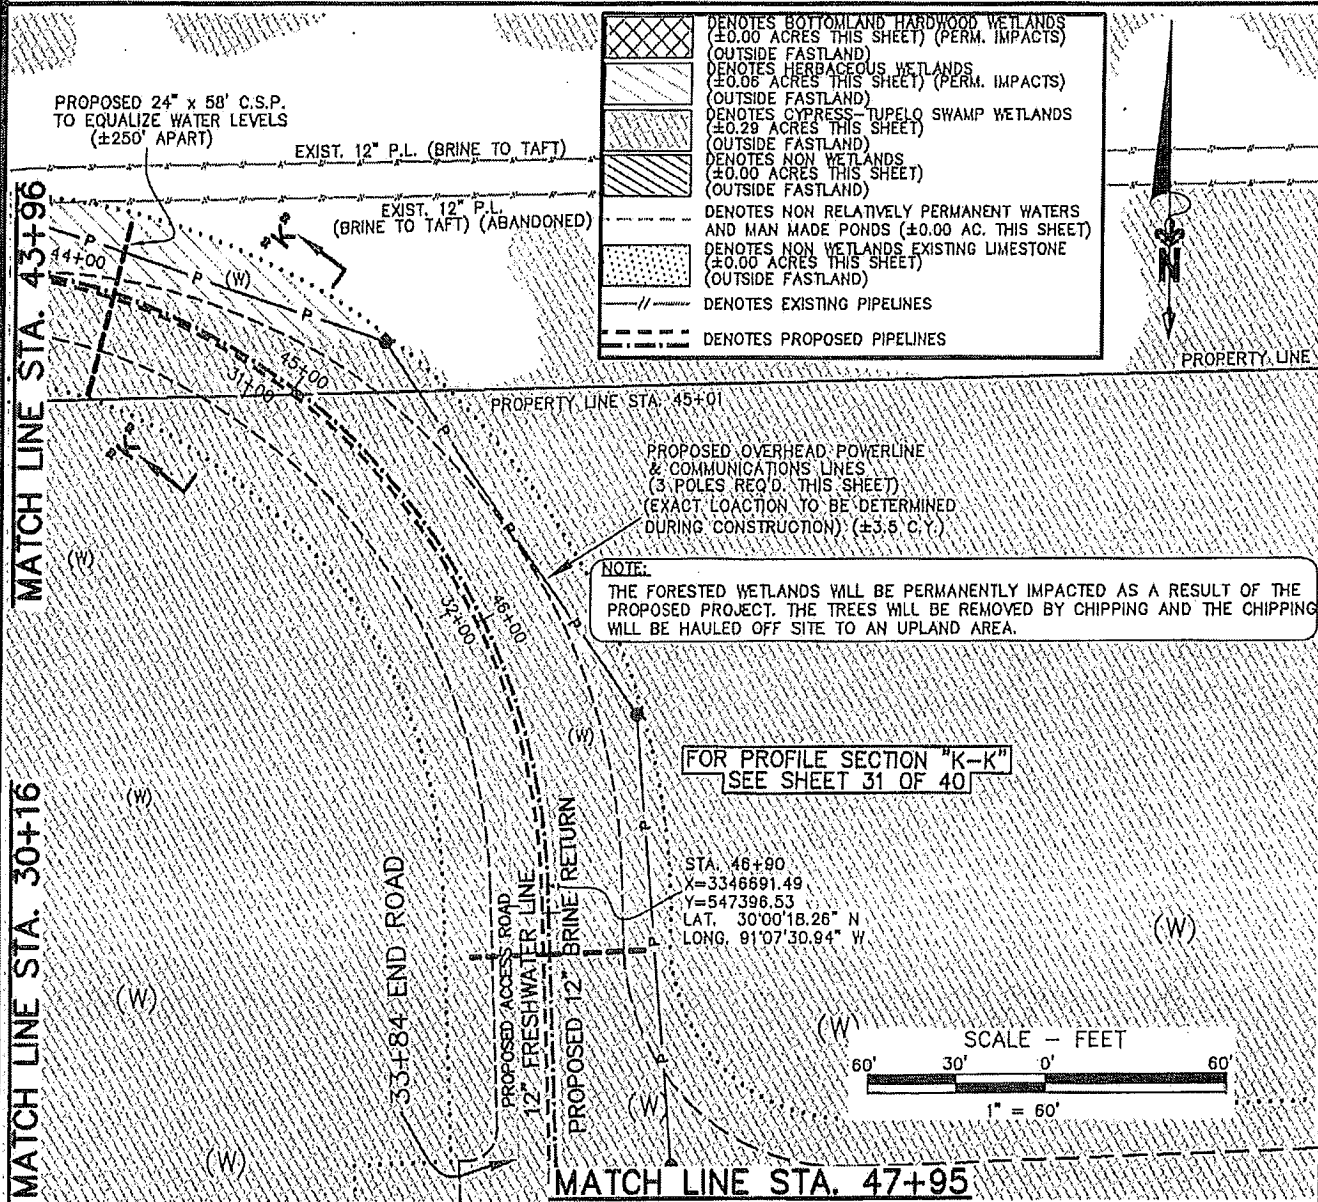 DENOTES BOTTOMLAND HARDWOOD WETLANDS
(±0.00 ACRES THIS SHEET) (PERM. IMPACTS)
(OUTSIDE FASTLAND)
DENOTES HERBACEOUS WETLANDS
(±0.06 ACRES THIS SHEET) (PERM. IMPACTS)
(OUTSIDE FASTLAND)
DENOTES CYPRESS-TUPELO SWAMP WETLANDS
(±0.29 ACRES THIS SHEET)
(OUTSIDE FASTLAND)
DENOTES NON WETLANDS
(±0.00 ACRES THIS SHEET)
(OUTSIDE FASTLAND)
DENOTES NON RELATIVELY PERMANENT WATERS
AND MAN MADE PONDS (±0.00 AC. THIS SHEET)
DENOTES NON WETLANDS EXISTING LIMESTONE
(±0.00 ACRES THIS SHEET)
(OUTSIDE FASTLAND)
DENOTES EXISTING PIPELINES
DENOTES PROPOSED PIPELINES
PROPOSED 24" x 58' C.S.P.
TO EQUALIZE WATER LEVELS
(±250' APART)
EXIST. 12" P.L. (BRINE TO TAFT)
EXIST. 12" P.L.
(BRINE TO TAFT) (ABANDONED)
N
MATCH LINE STA. 43+96
P
44+00
(W)
P
P
45+00
31+00
PROPERTY LINE
PROPERTY LINE STA. 45+01
P
PROPOSED OVERHEAD POWERLINE
& COMMUNICATIONS LINES
(3 POLES REQ'D. THIS SHEET)
(EXACT LOACTION TO BE DETERMINED
DURING CONSTRUCTION) (±3.5 C.Y.)
P
(W)
NOTE:
THE FORESTED WETLANDS WILL BE PERMANENTLY IMPACTED AS A RESULT OF THE
PROPOSED PROJECT. THE TREES WILL BE REMOVED BY CHIPPING AND THE CHIPPING
WILL BE HAULED OFF SITE TO AN UPLAND AREA.
46+00
32+00
P
(W)
FOR PROFILE SECTION "K-K"
SEE SHEET 31 OF 40
MATCH LINE STA. 30+16
(W)
P
STA. 46+90
X=3346691.49
Y=547396.53
LAT. 30°00'18.26" N
LONG. 91°07'30.94" W
33+84 END ROAD
PROPOSED ACCESS ROAD
12" FRESHWATER LINE
PROPOSED 12" BRINE RETURN
P
(W)
(W)
(W)
SCALE - FEET
60' 30' 0' 60'
1" = 60'
P
(W)
(W)
MATCH LINE STA. 47+95